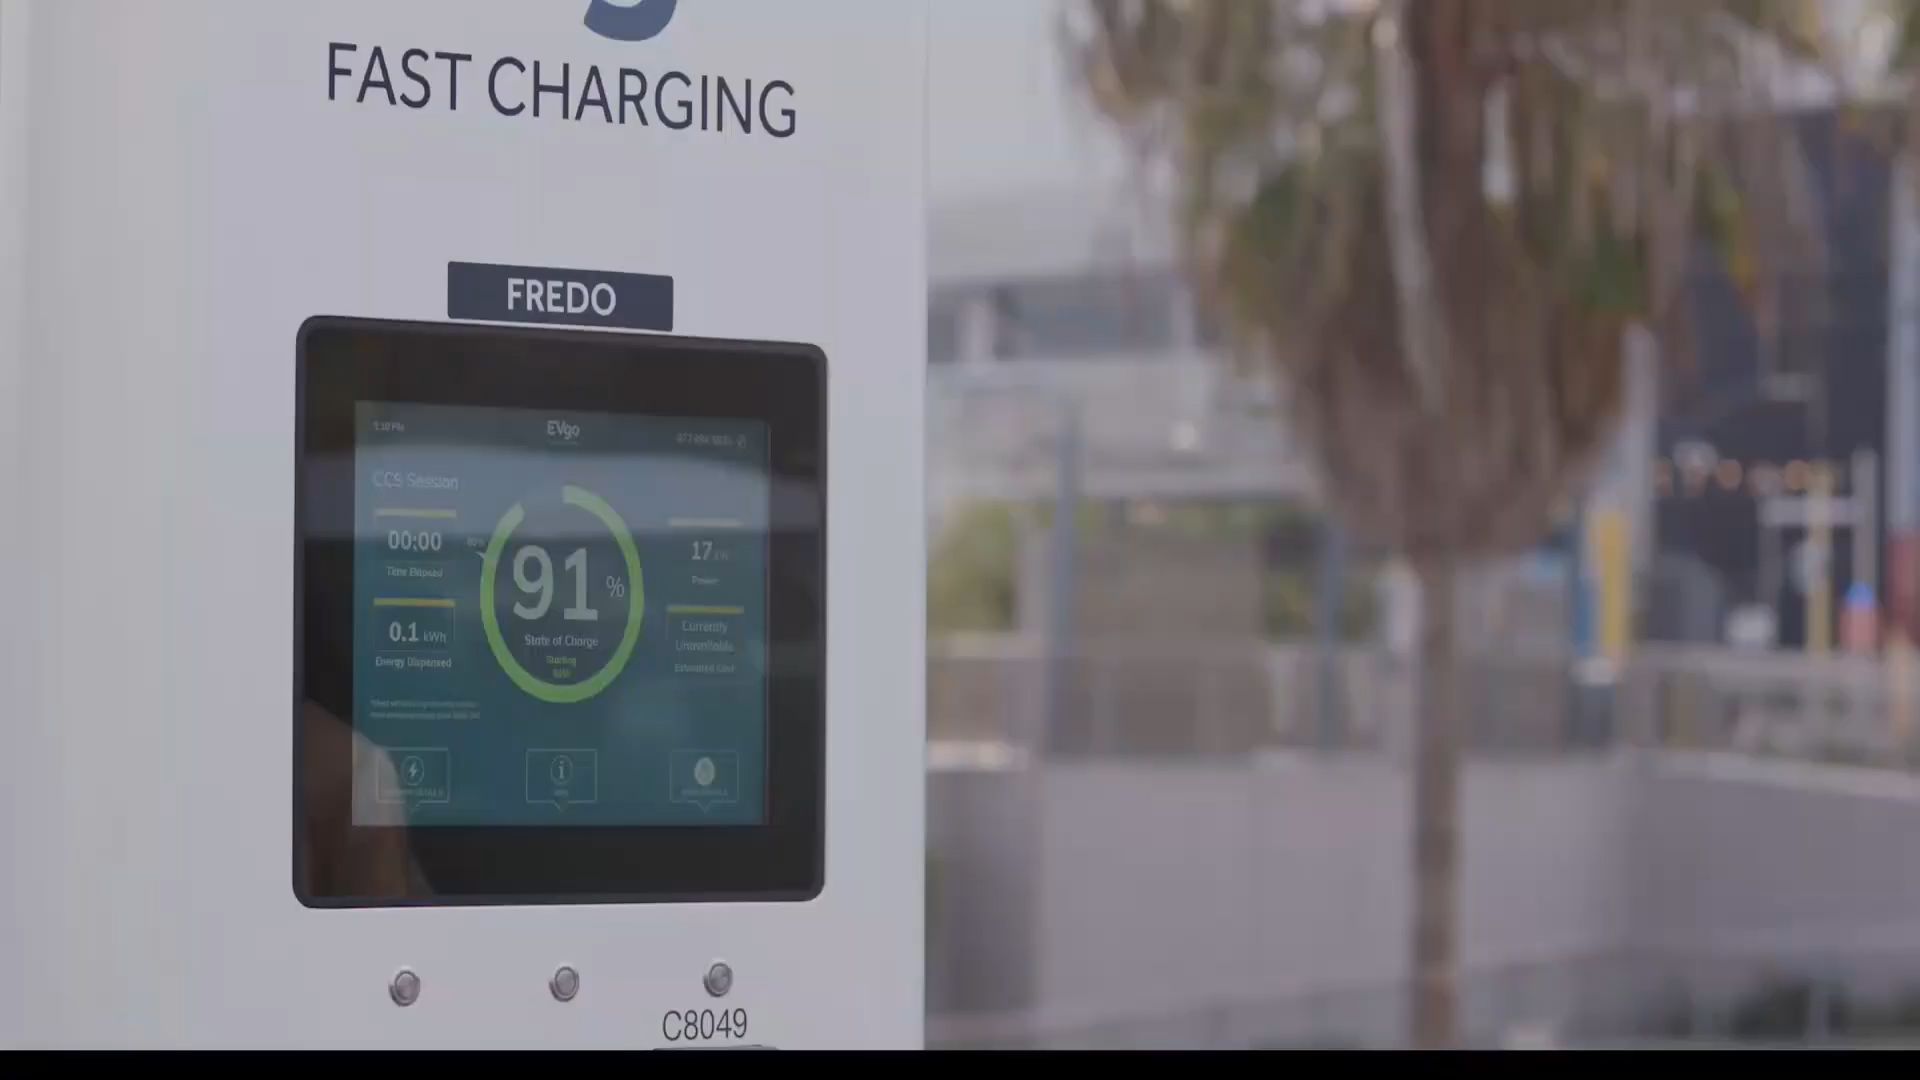 FAST CHARGING
FREDO
EVgo
CCS Session
00:00
Time Elapsed
0.1 kWh
Energy Dispensed
91 %
State of Charge
Starting
17
Power
Currently
Unavailable
Estimated Cost
C8049